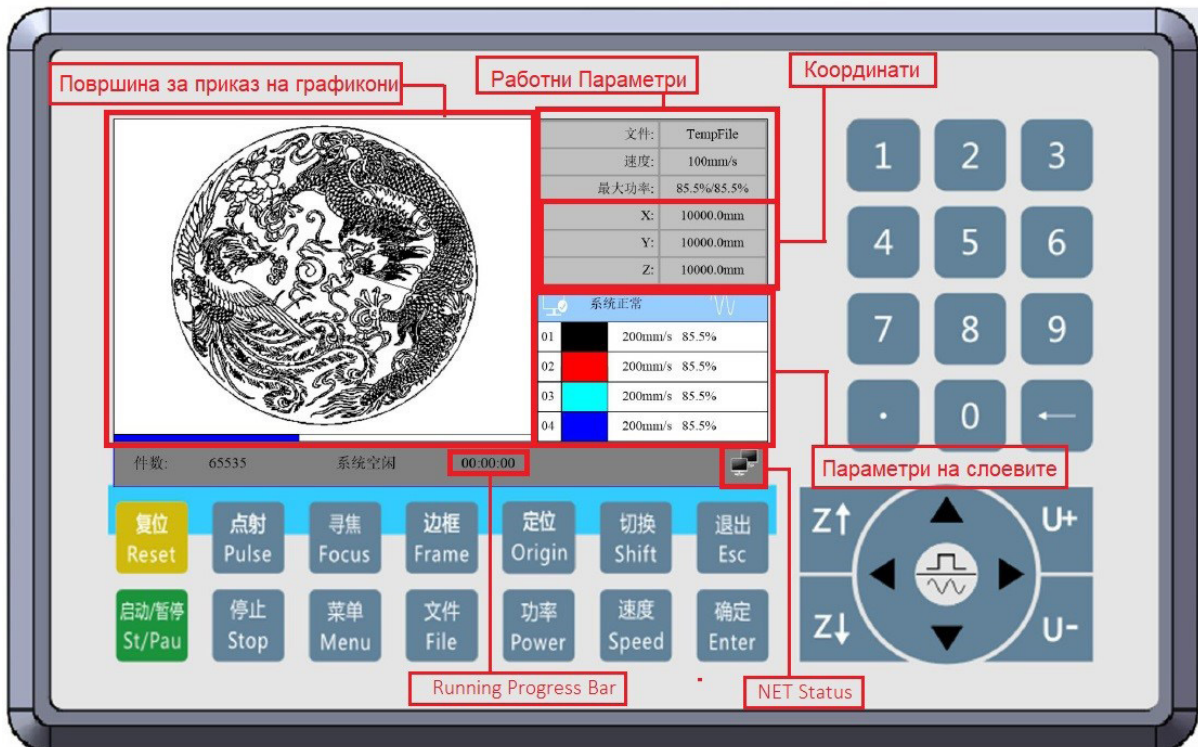 Површина за приказ на графикони
Работни Параметри
Координати
文件: TempFile
速度: 100mm/s
最大功率: 85.5%/85.5%
X: 10000.0mm
Y: 10000.0mm
Z: 10000.0mm
系统正常
01 200mm/s 85.5%
02 200mm/s 85.5%
03 200mm/s 85.5%
04 200mm/s 85.5%
件数: 65535 系统空闲 00:00:00
1 2 3
4 5 6
7 8 9
. 0 ←
Параметри на слоевите
复位 点射 寻焦 边框 定位 切换 退出
Reset Pulse Focus Frame Origin Shift Esc
启动/暂停 停止 菜单 文件 功率 速度 确定
St/Pau Stop Menu File Power Speed Enter
Z↑ U+
Z↓ U-
Running Progress Bar
NET Status